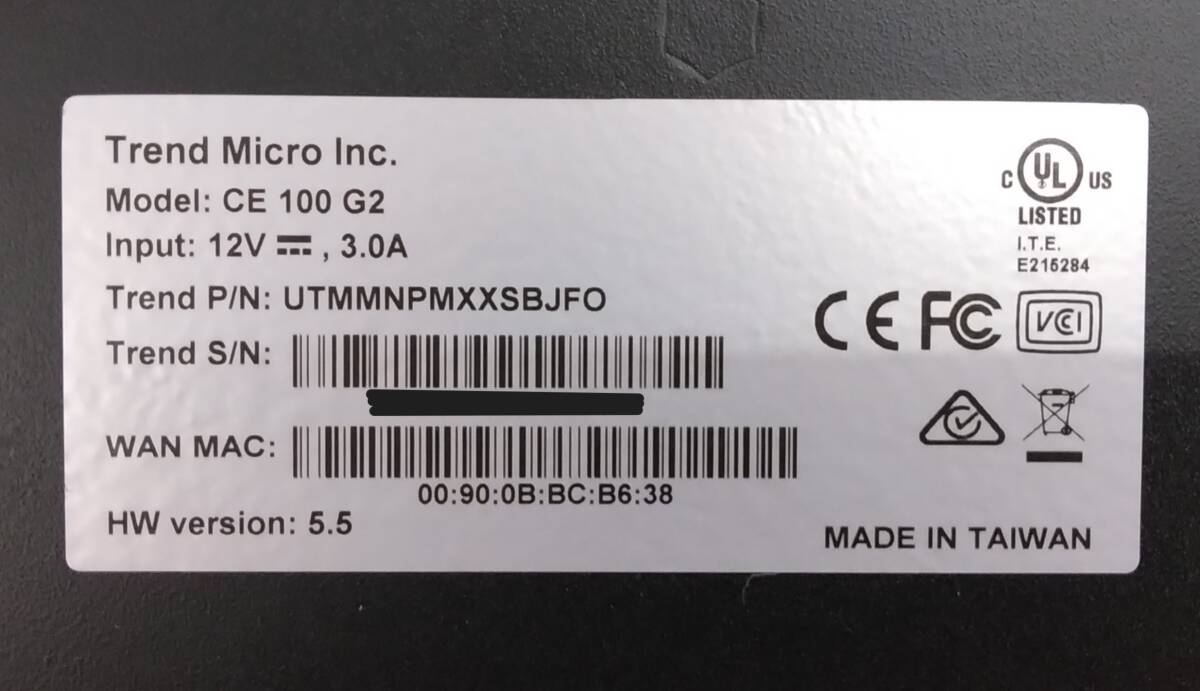 Trend Micro Inc.
Model: CE 100 G2
Input: 12V ⎓ , 3.0A
Trend P/N: UTMMNPMXXSBJFO
Trend S/N:
WAN MAC:
00:90:0B:BC:B6:38
HW version: 5.5
C UL US
LISTED
I.T.E.
E215284
CE FC VCI
MADE IN TAIWAN